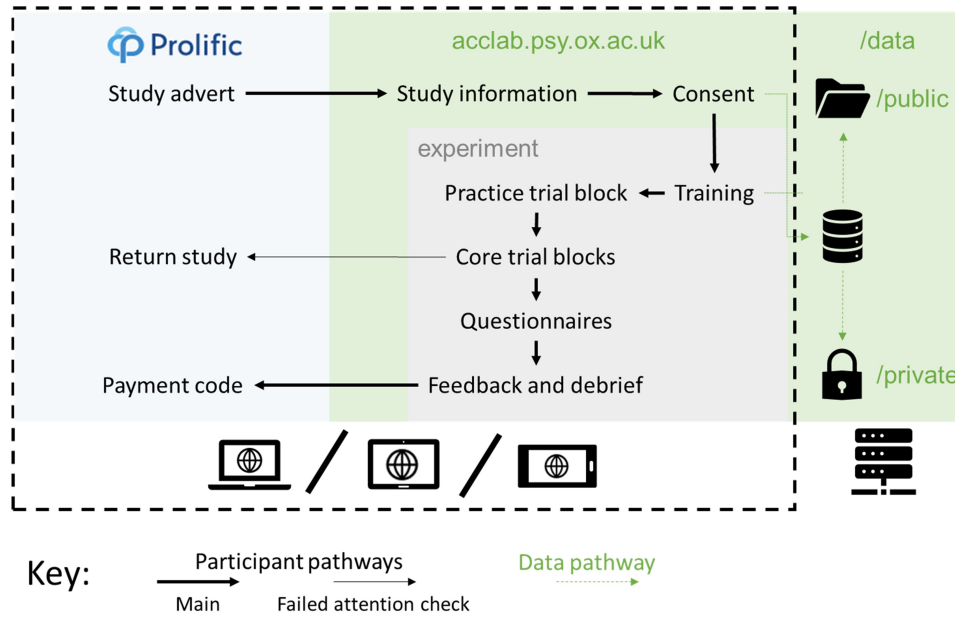 Prolific
acclab.psy.ox.ac.uk
/data
Study advert
Study information
Consent
/public
experiment
Practice trial block
Training
Return study
Core trial blocks
Questionnaires
Payment code
Feedback and debrief
/private
Key:
Participant pathways
Data pathway
Main
Failed attention check